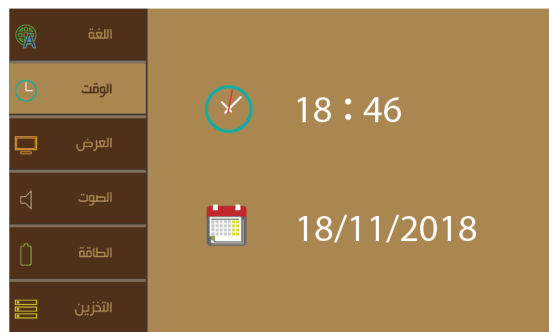 اللغة
الوقت
العرض
الصوت
الطاقة
التخزين
18 : 46
18/11/2018